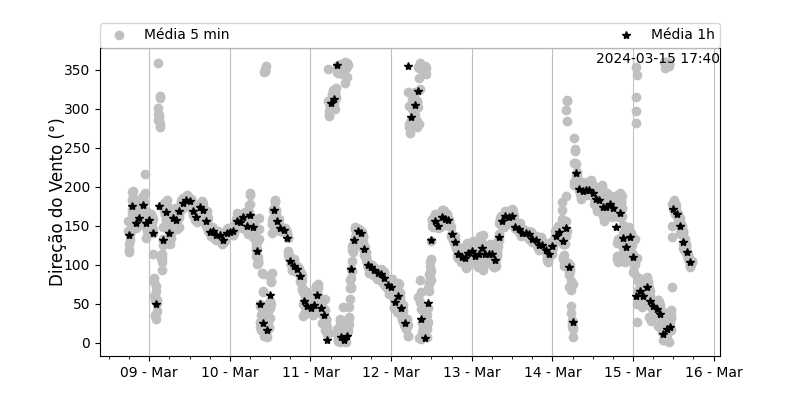 Média 5 min
Média 1h
2024-03-15 17:40
Direção do Vento (°)
350
300
250
200
150
100
50
0
09 - Mar
10 - Mar
11 - Mar
12 - Mar
13 - Mar
14 - Mar
15 - Mar
16 - Mar